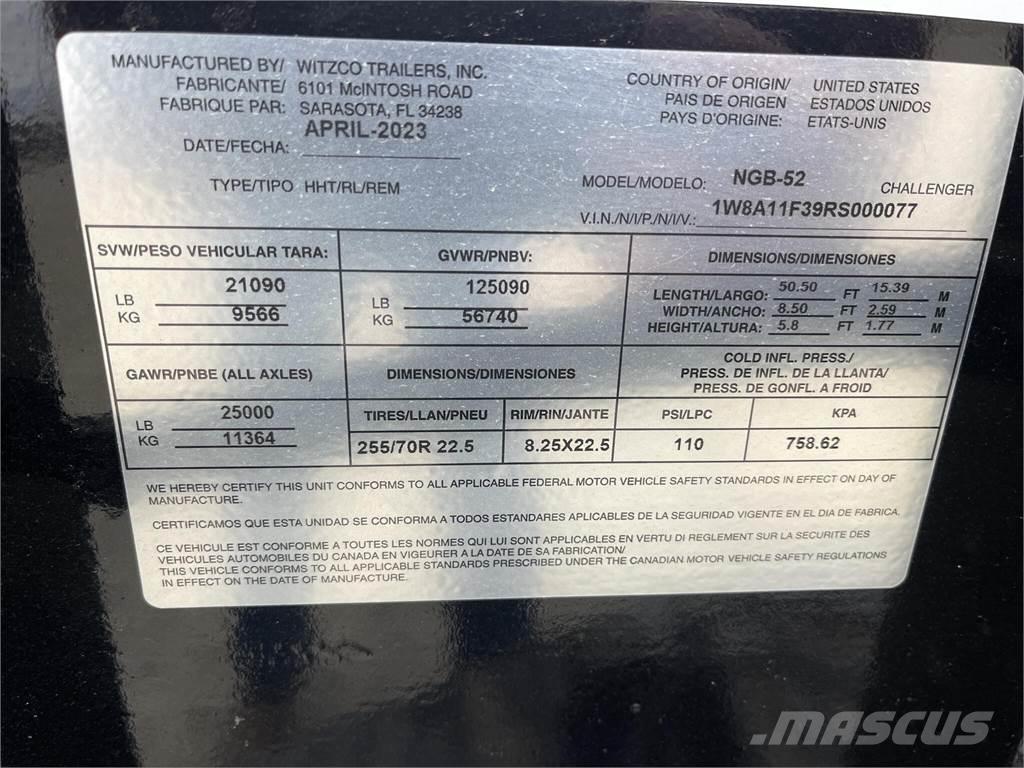 MANUFACTURED BY/ WITZCO TRAILERS, INC.
FABRICANTE/ 6101 McINTOSH ROAD
FABRIQUE PAR: SARASOTA, FL 34238
DATE/FECHA: APRIL-2023
TYPE/TIPO HHT/RL/REM
COUNTRY OF ORIGIN/ UNITED STATES
PAIS DE ORIGEN ESTADOS UNIDOS
PAYS D'ORIGINE: ETATS-UNIS
MODEL/MODELO: NGB-52 CHALLENGER
V.I.N./N/I/P./N/I/V.: 1W8A11F39RS000077
SVW/PESO VEHICULAR TARA:
LB 21090
KG 9566
GVWR/PNBV:
LB 125090
KG 56740
DIMENSIONS/DIMENSIONES
LENGTH/LARGO: 50.50 FT 15.39 M
WIDTH/ANCHO: 8.50 FT 2.59 M
HEIGHT/ALTURA: 5.8 FT 1.77 M
GAWR/PNBE (ALL AXLES)
LB 25000
KG 11364
DIMENSIONS/DIMENSIONES
TIRES/LLAN/PNEU RIM/RIN/JANTE
255/70R 22.5 8.25X22.5
COLD INFL. PRESS./
PRESS. DE INFL. DE LA LLANTA/
PRESS. DE GONFL. A FROID
PSI/LPC KPA
110 758.62
WE HEREBY CERTIFY THIS UNIT CONFORMS TO ALL APPLICABLE FEDERAL MOTOR VEHICLE SAFETY STANDARDS IN EFFECT ON DAY OF
MANUFACTURE.
CERTIFICAMOS QUE ESTA UNIDAD SE CONFORMA A TODOS ESTANDARES APLICABLES DE LA SEGURIDAD VIGENTE EN EL DIA DE FABRICA.
CE VEHICULE EST CONFORME A TOUTES LES NORMES QUI LUI SONT APPLICABLES EN VERTU DI REGLEMENT SUR LA SECURITE DES
VEHICULES AUTOMOBILES DU CANADA EN VIGEURER A LA DATE DE SA FABRICATION/
THIS VEHICLE CONFORMS TO ALL APPLICABLE STANDARDS PRESCRIBED UNDER THE CANADIAN MOTOR VEHICLE SAFETY REGULATIONS
IN EFFECT ON THE DATE OF MANUFACTURE.
MASCUS